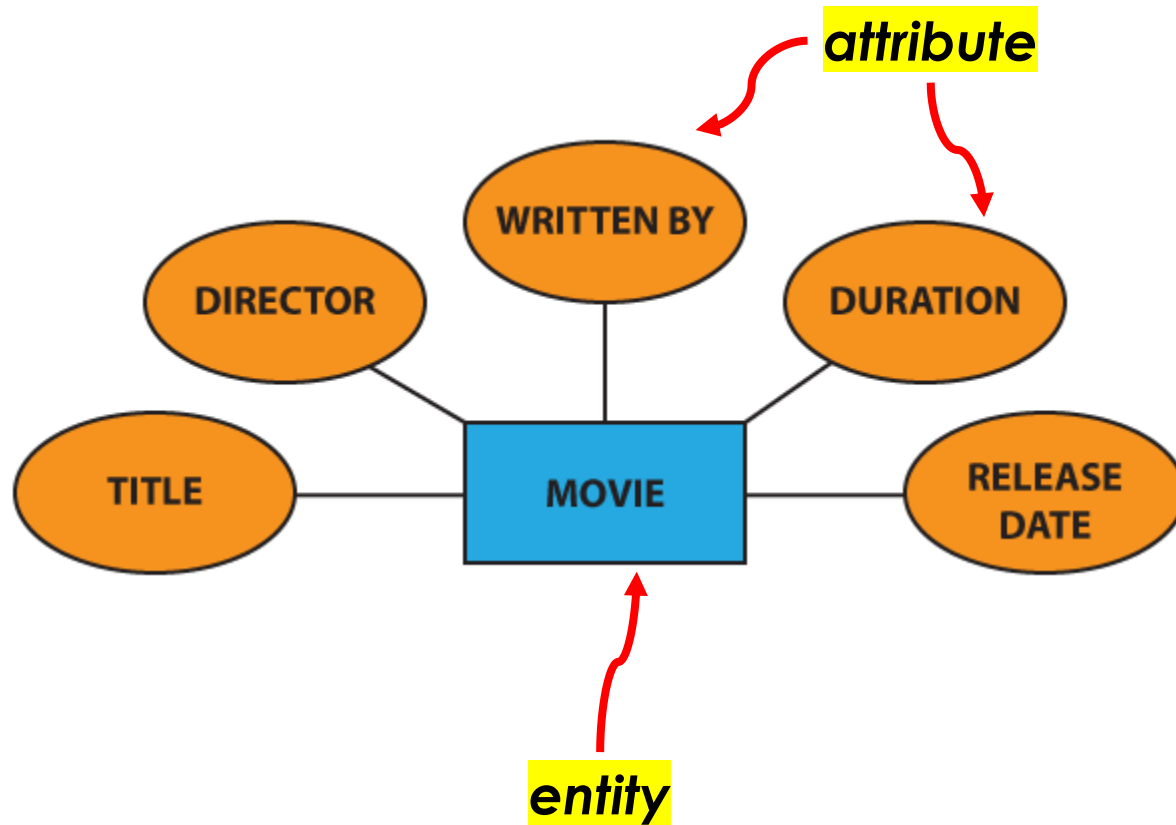 attribute
WRITTEN BY
DIRECTOR
DURATION
TITLE
MOVIE
RELEASE
DATE
entity